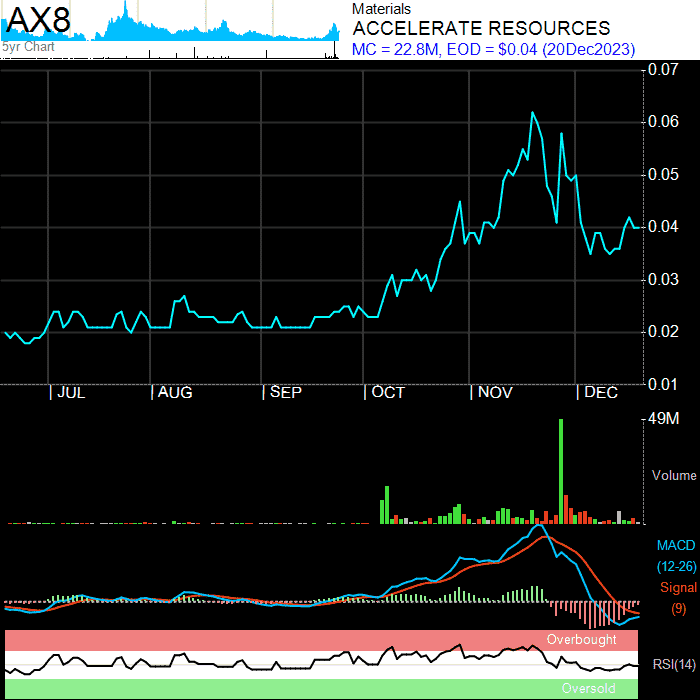 AX8
5yr Chart
Materials
ACCELERATE RESOURCES
MC = 22.8M, EOD = $0.04 (20Dec2023)
0.07
0.06
0.05
0.04
0.03
0.02
0.01
| JUL | AUG | SEP | OCT | NOV | DEC
49M
Volume
MACD
(12-26)
Signal
(9)
Overbought
RSI(14)
Oversold